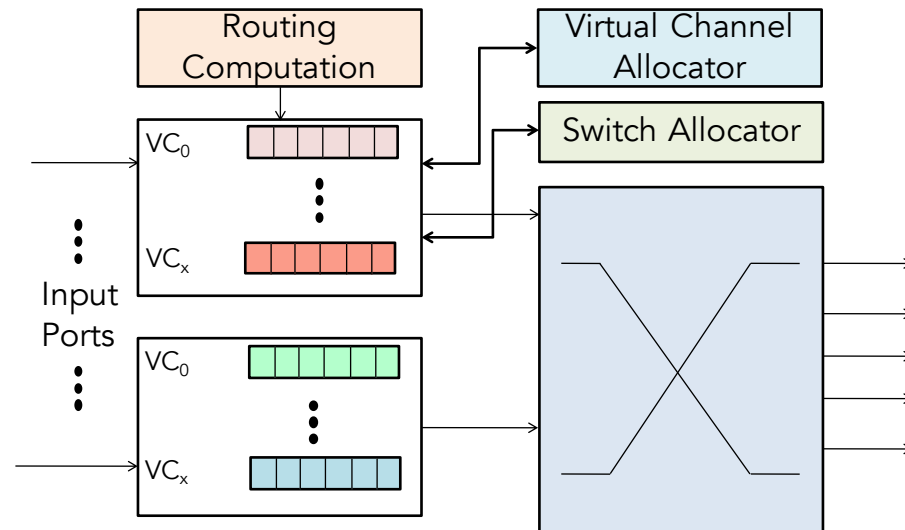 Routing
Computation
Virtual Channel
Allocator
Switch Allocator
VC₀
VCₓ
Input
Ports
VC₀
VCₓ